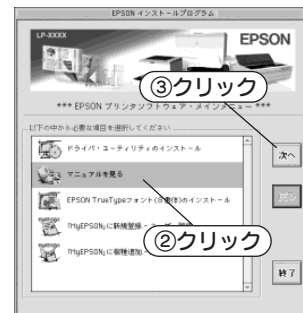 EPSON インストールプログラム
LP-XXXX
EPSON
③クリック
*** EPSON プリンタソフトウェア・メインメニュー ***
以下の中から必要な項目を選択してください
ドライバ・ユーティリティのインストール
次へ
マニュアルを見る
EPSON TrueTypeフォント(8書体)のインストール
②クリック
「MyEPSON」に新規登録・
「MyEPSON」に機種追加・
終了